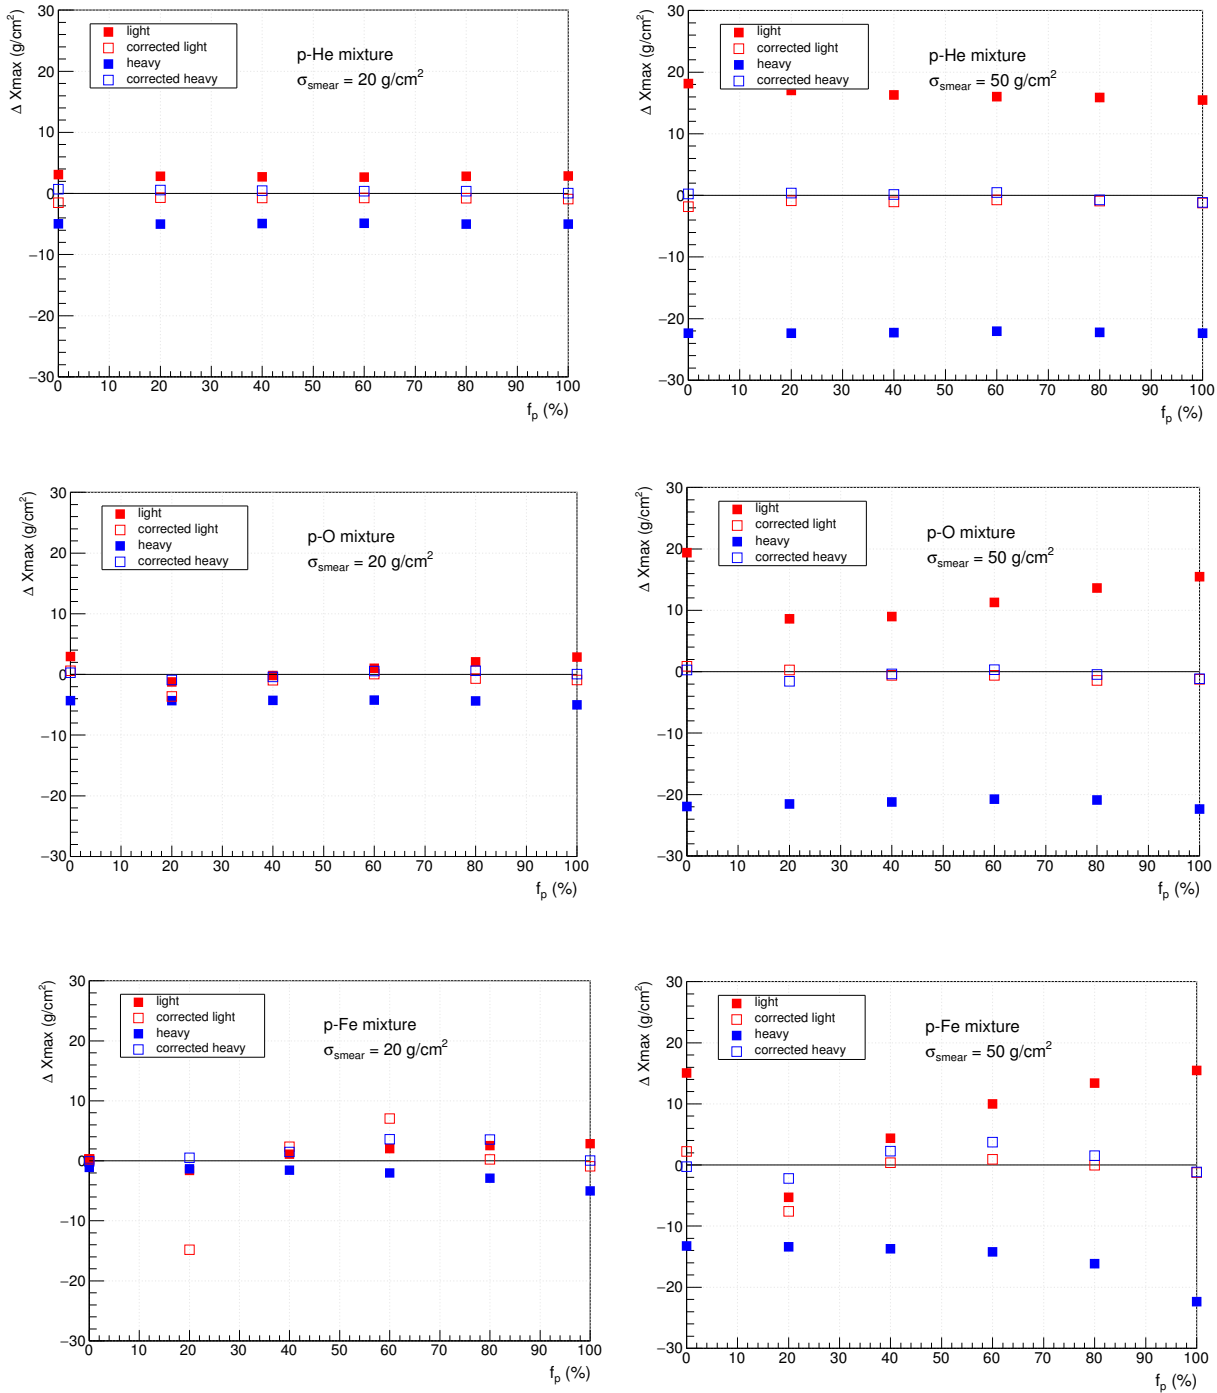 Δ Xmax (g/cm²)
30
20
10
0
−10
−20
−30
light
corrected light
heavy
corrected heavy
p-He mixture
σsmear = 20 g/cm²
0 10 20 30 40 50 60 70 80 90 100
fp (%)
Δ Xmax (g/cm²)
30
20
10
0
−10
−20
−30
light
corrected light
heavy
corrected heavy
p-He mixture
σsmear = 50 g/cm²
0 10 20 30 40 50 60 70 80 90 100
fp (%)
Δ Xmax (g/cm²)
30
20
10
0
−10
−20
−30
light
corrected light
heavy
corrected heavy
p-O mixture
σsmear = 20 g/cm²
0 10 20 30 40 50 60 70 80 90 100
fp (%)
Δ Xmax (g/cm²)
30
20
10
0
−10
−20
−30
light
corrected light
heavy
corrected heavy
p-O mixture
σsmear = 50 g/cm²
0 10 20 30 40 50 60 70 80 90 100
fp (%)
Δ Xmax (g/cm²)
30
20
10
0
−10
−20
−30
light
corrected light
heavy
corrected heavy
p-Fe mixture
σsmear = 20 g/cm²
0 10 20 30 40 50 60 70 80 90 100
fp (%)
Δ Xmax (g/cm²)
30
20
10
0
−10
−20
−30
light
corrected light
heavy
corrected heavy
p-Fe mixture
σsmear = 50 g/cm²
0 10 20 30 40 50 60 70 80 90 100
fp (%)